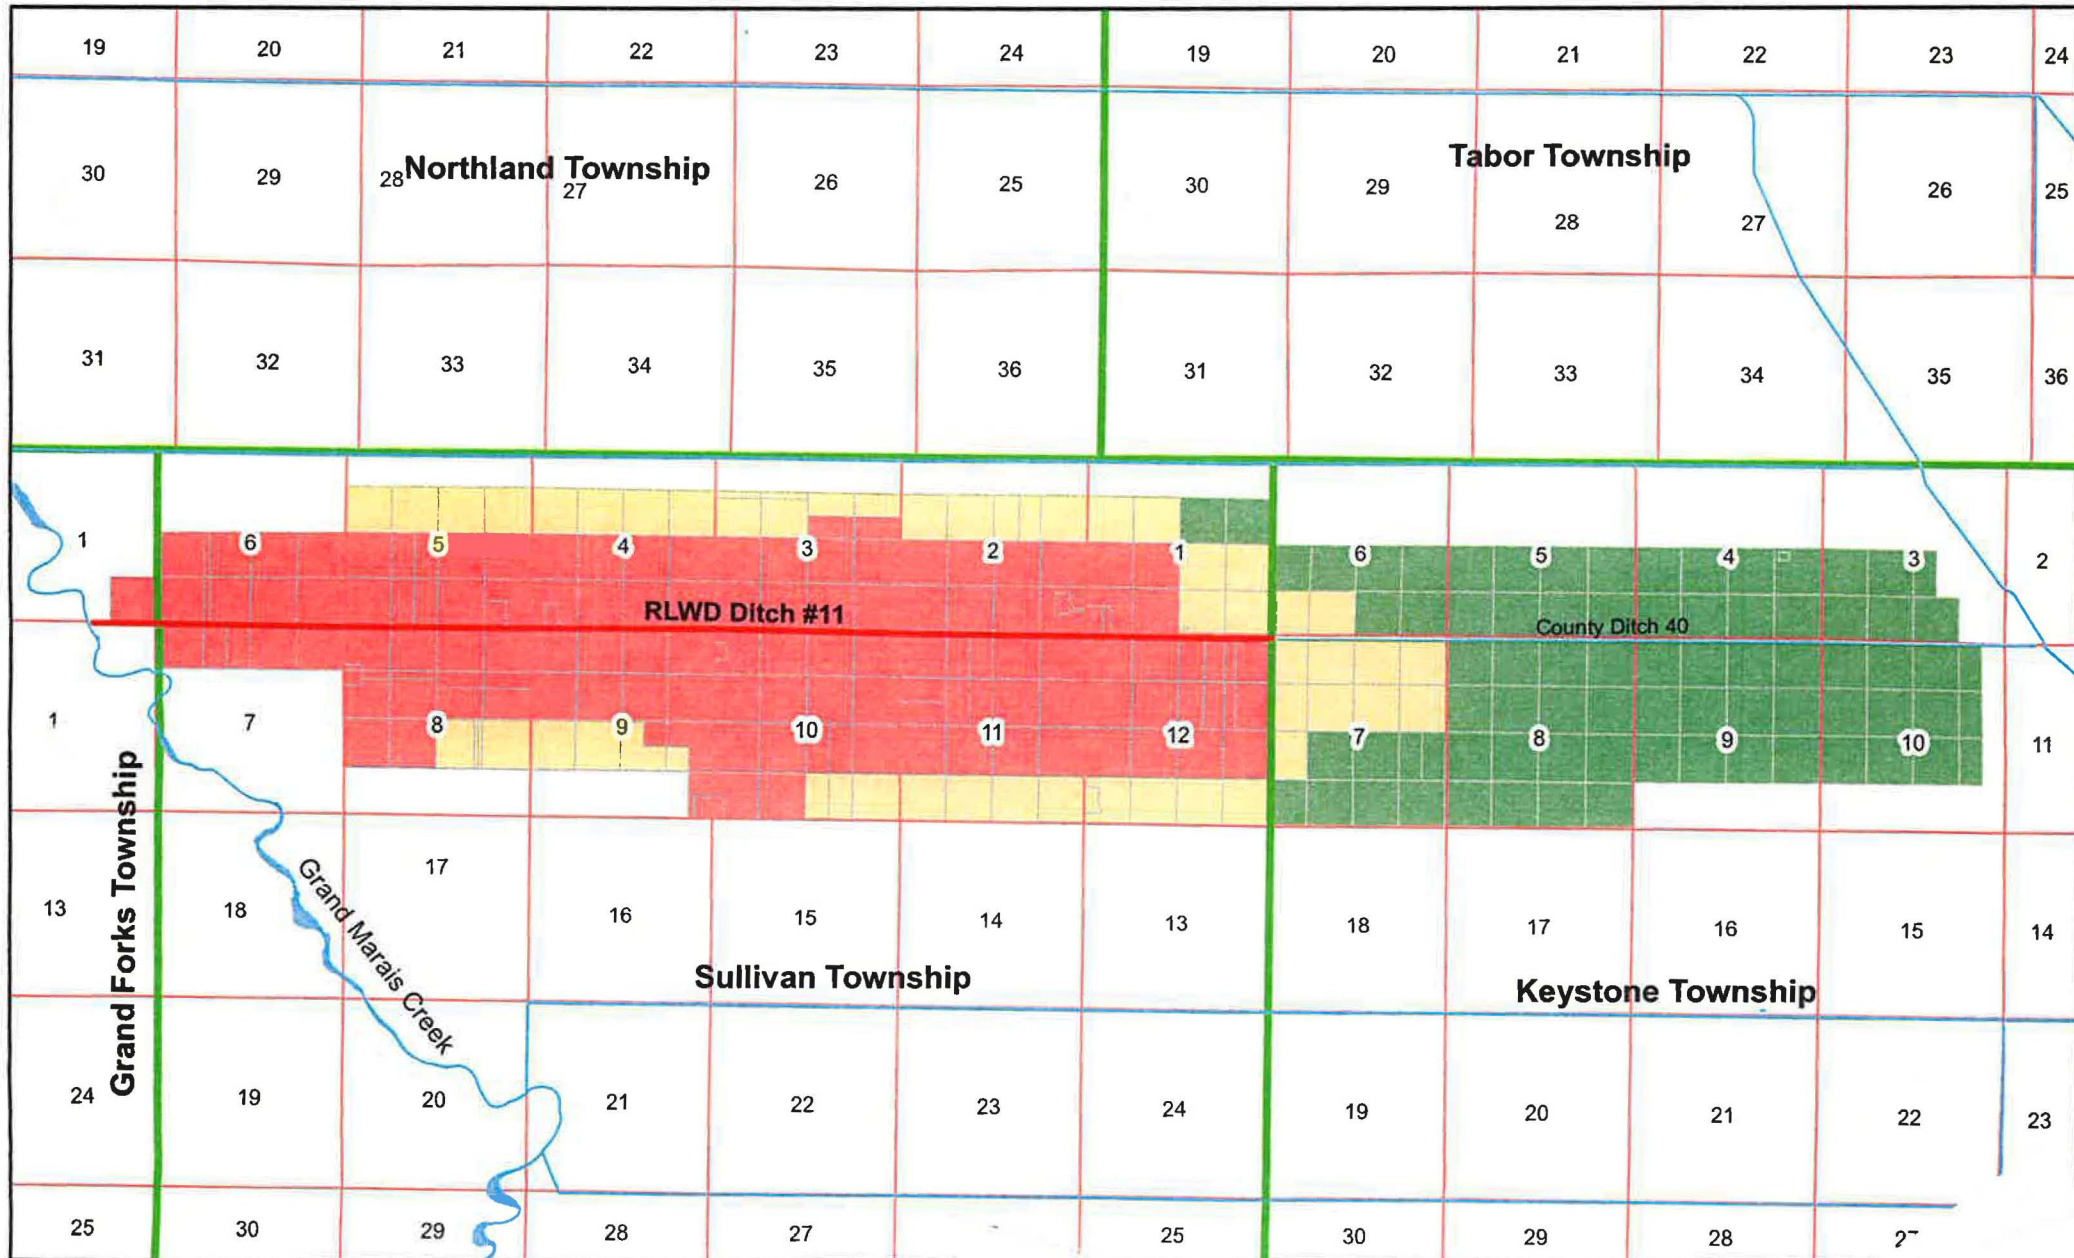 19 20 21 22 23 24 19 20 21 22 23 24
Northland Township
Tabor Township
30 29 28 27 26 25 30 29 28 27 26 25
31 32 33 34 35 36 31 32 33 34 35 36
1 6 5 4 3 2 1 6 5 4 3 2
RLWD Ditch #11
County Ditch 40
1 7 8 9 10 11 12 7 8 9 10 11
Grand Forks Township
Grand Marais Creek
13 18 17 16 15 14 13 18 17 16 15 14
Sullivan Township
Keystone Township
24 19 20 21 22 23 24 19 20 21 22 23
25 30 29 28 27 25 30 29 28